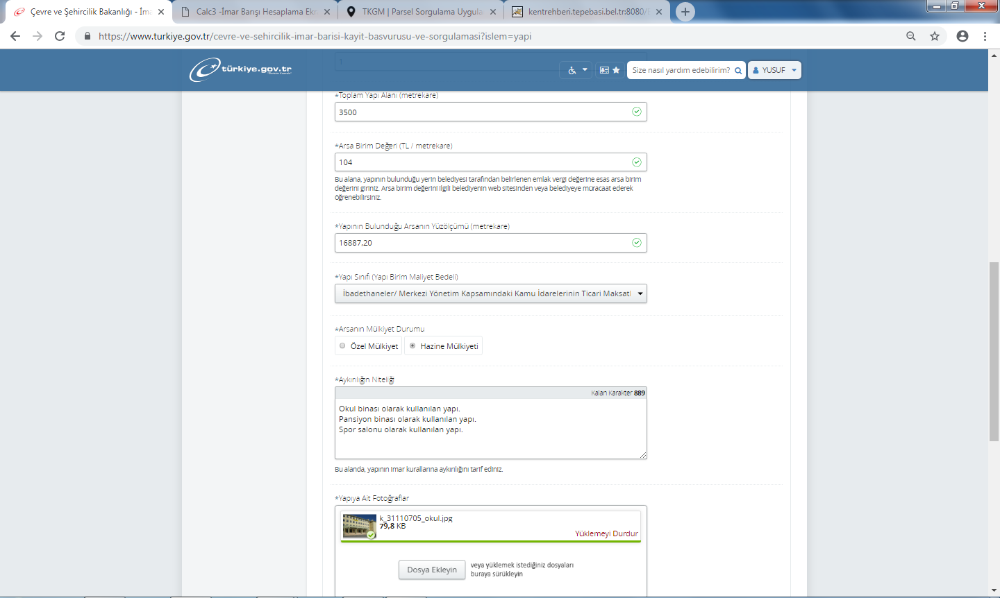 Çevre ve Şehircilik Bakanlığı - İma
Calc3 -İmar Barışı Hesaplama Ekr
TKGM | Parsel Sorgulama Uygula
kentrehberi.tepebasi.bel.tr:8080/
https://www.turkiye.gov.tr/cevre-ve-sehircilik-imar-barisi-kayit-basvurusu-ve-sorgulamasi?islem=yapi
türkiye.gov.tr
1
Size nasıl yardım edebilirim?
YUSUF
*Toplam Yapı Alanı (metrekare)
3500
*Arsa Birim Değeri (TL / metrekare)
104
Bu alana, yapının bulunduğu yerin belediyesi tarafından belirlenen emlak vergi değerine esas arsa birim
değerini giriniz. Arsa birim değerini ilgili belediyenin web sitesinden veya belediyeye müracaat ederek
öğrenebilirsiniz.
*Yapının Bulunduğu Arsanın Yüzölçümü (metrekare)
16887,20
*Yapı Sınıfı (Yapı Birim Maliyet Bedeli)
İbadethaneler/ Merkezi Yönetim Kapsamındaki Kamu İdarelerinin Ticari Maksatl
*Arsanın Mülkiyet Durumu
Özel Mülkiyet
Hazine Mülkiyeti
*Aykırılığın Niteliği
Kalan Karakter 889
Okul binası olarak kullanılan yapı.
Pansiyon binası olarak kullanılan yapı.
Spor salonu olarak kullanılan yapı.
Bu alanda, yapının imar kurallarına aykırılığını tarif ediniz.
*Yapıya Ait Fotoğraflar
k_31110705_okul.jpg
79,8 KB
Yüklemeyi Durdur
Dosya Ekleyin
veya yüklemek istediğiniz dosyaları
buraya sürükleyin